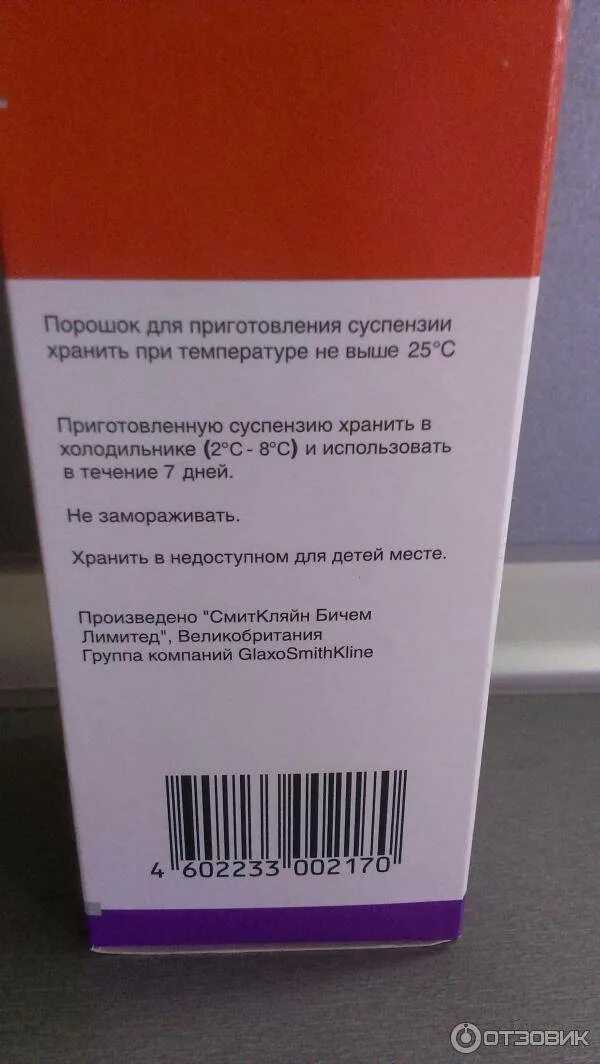 Порошок для приготовления суспензии
хранить при температуре не выше 25°C
Приготовленную суспензию хранить в
холодильнике (2°C - 8°C) и использовать
в течение 7 дней.
Не замораживать.
Хранить в недоступном для детей месте.
Произведено "СмитКляйн Бичем
Лимитед", Великобритания
Группа компаний GlaxoSmithKline
4 602233 002170
ОТЗОВИК